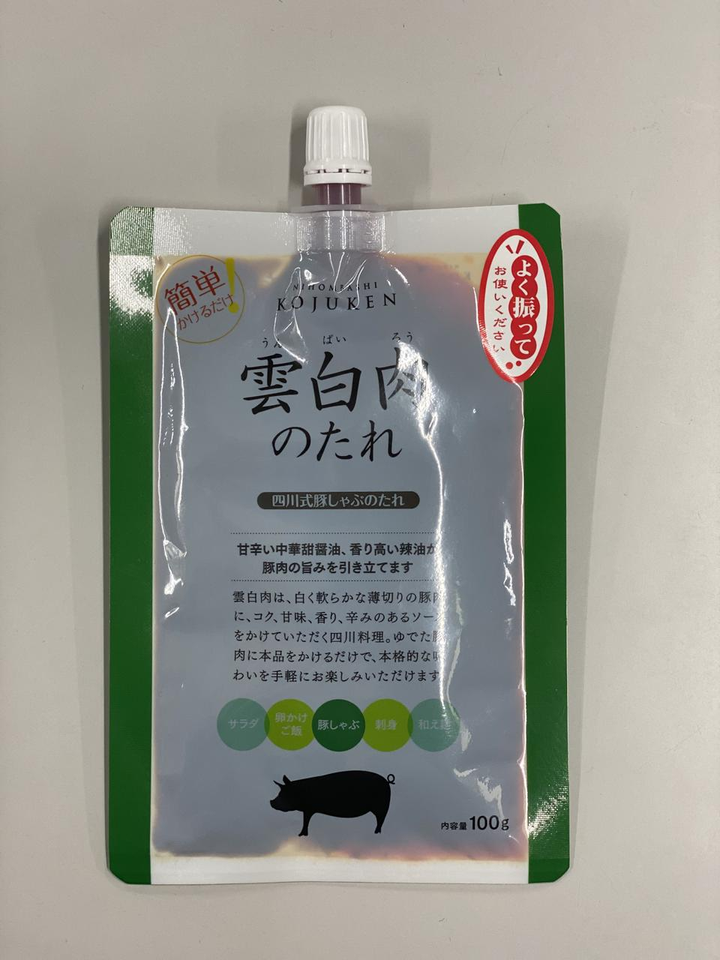 簡単!
かけるだけ
よく振って
お使いください
NIHOMBASHI
KOJUKEN
うん ぱい ろう
雲白肉
のたれ
四川式豚しゃぶのたれ
甘辛い中華甜醤油、香り高い辣油が
豚肉の旨みを引き立てます
雲白肉は、白く軟らかな薄切りの豚肉
に、コク、甘味、香り、辛みのあるソー
をかけていただく四川料理。ゆでた豚
肉に本品をかけるだけで、本格的な味
わいを手軽にお楽しみいただけます
サラダ 卵かけ 豚しゃぶ 刺身 和え麺
ご飯
内容量 100g